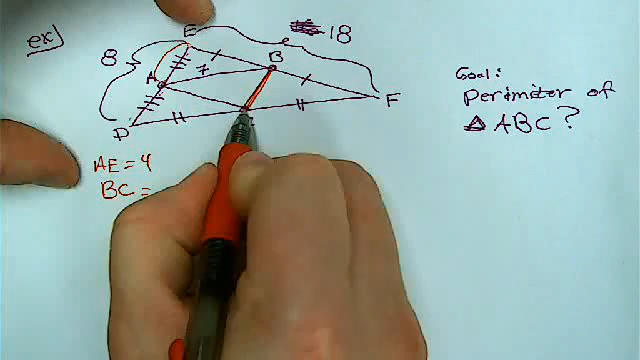 ex)
E
18
8
B
A
7
F
D
Goal:
Perimeter of
△ ABC?
AE = 4
BC =